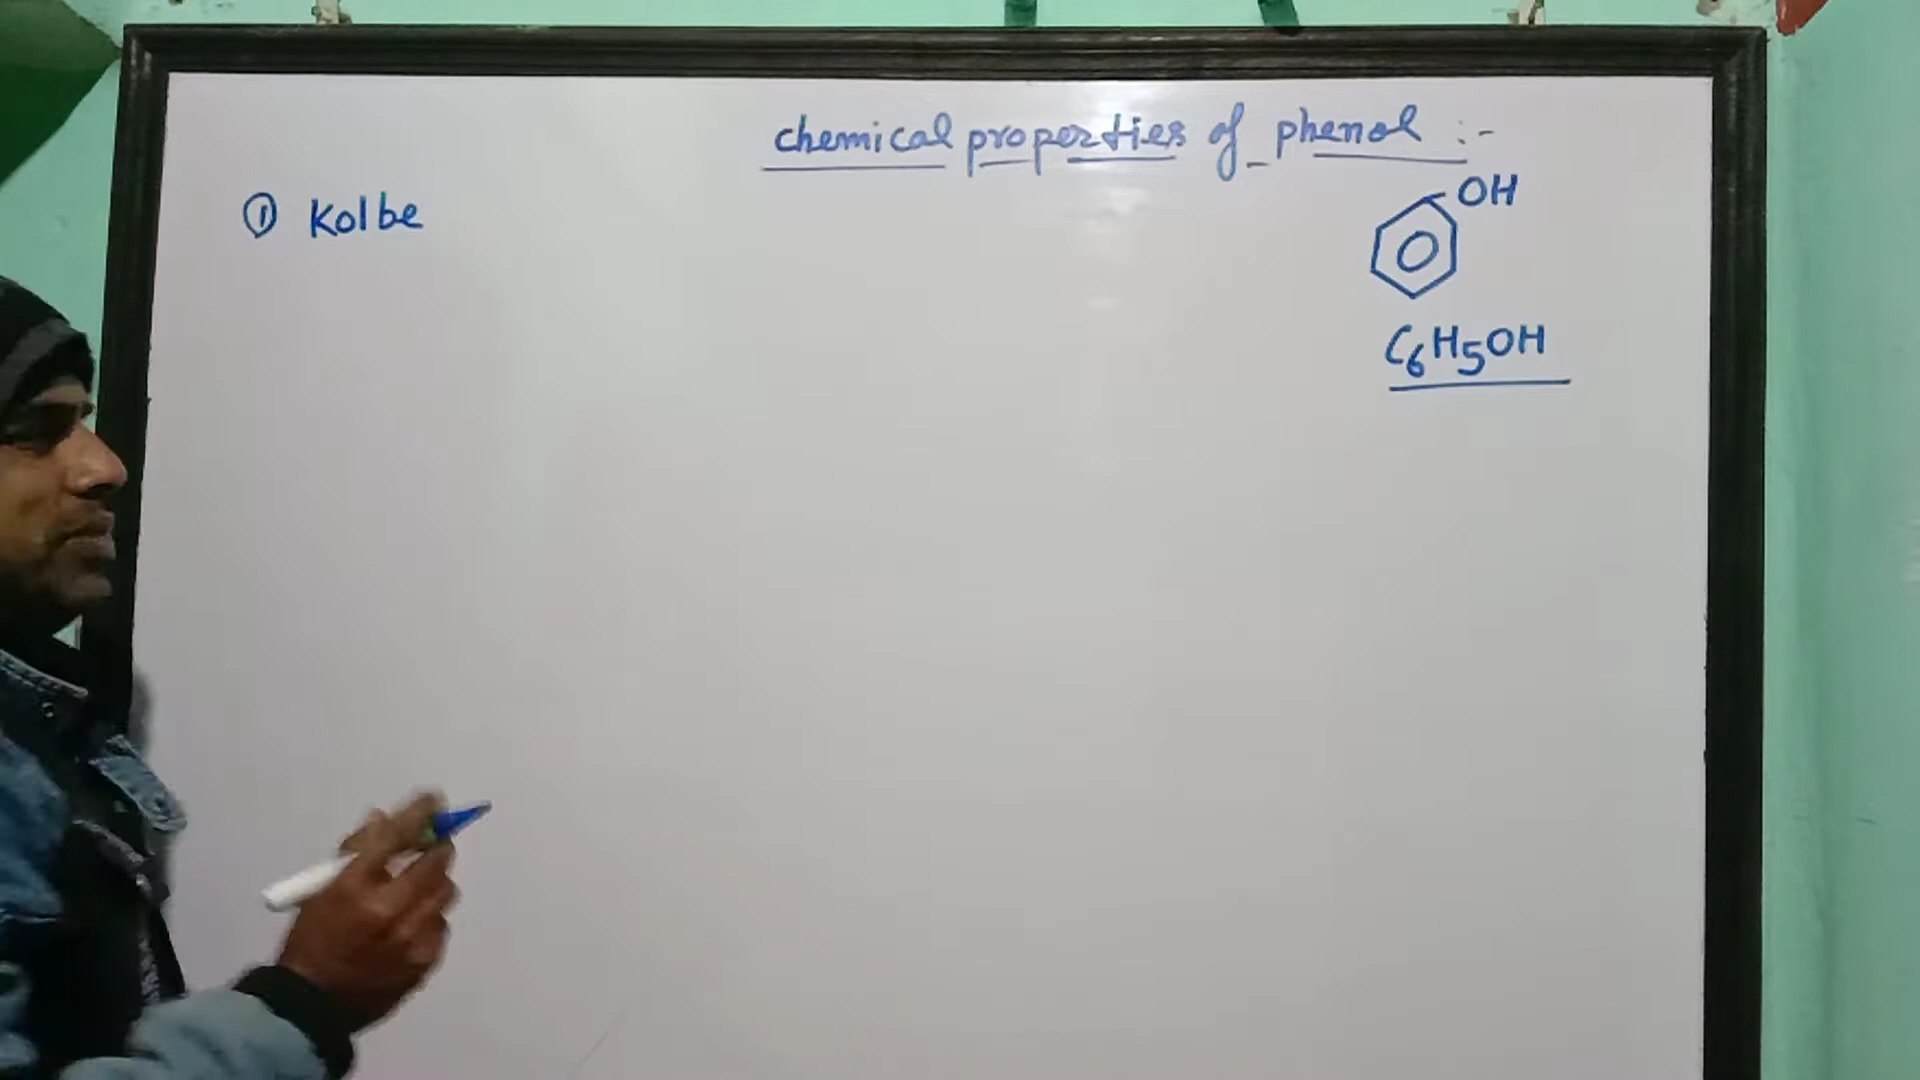 chemical properties of phenol :-
① Kolbe
OH
C₆H₅OH